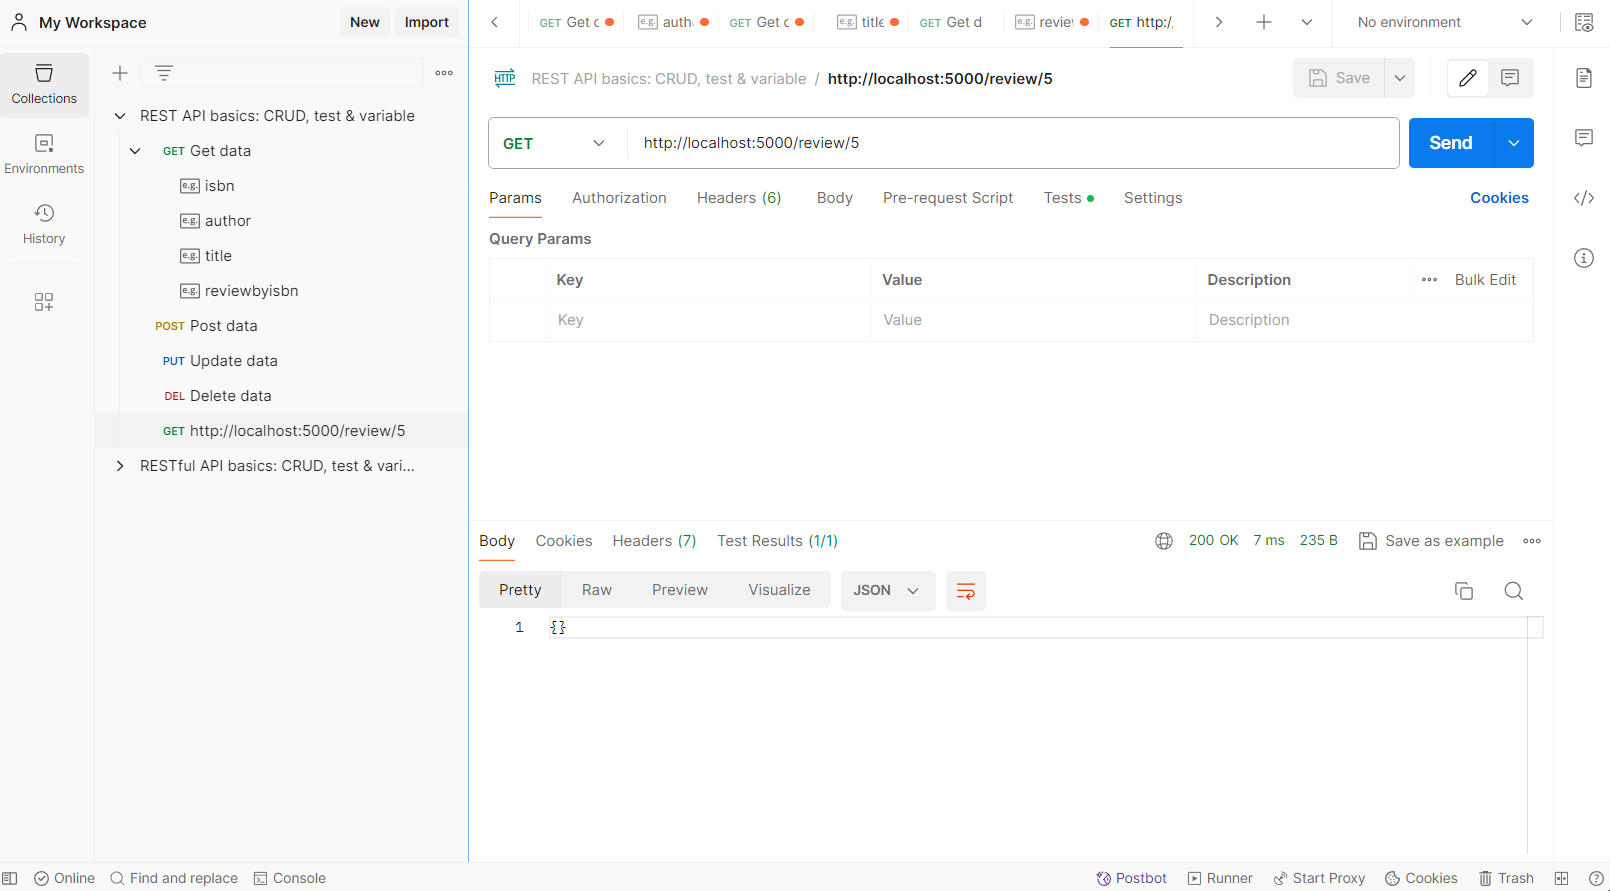 My Workspace
New
Import
GET Get c
e.g. auth
GET Get c
e.g. title
GET Get d
e.g. review
GET http:/
No environment
Collections
Environments
History
REST API basics: CRUD, test & variable
GET Get data
e.g. isbn
e.g. author
e.g. title
e.g. reviewbyisbn
POST Post data
PUT Update data
DEL Delete data
GET http://localhost:5000/review/5
RESTful API basics: CRUD, test & vari...
HTTP REST API basics: CRUD, test & variable / http://localhost:5000/review/5
Save
GET http://localhost:5000/review/5
Send
Params Authorization Headers (6) Body Pre-request Script Tests Settings Cookies
Query Params
Key Value Description Bulk Edit
Key Value Description
Body Cookies Headers (7) Test Results (1/1) 200 OK 7 ms 235 B Save as example
Pretty Raw Preview Visualize JSON
1 {}
Online Find and replace Console Postbot Runner Start Proxy Cookies Trash